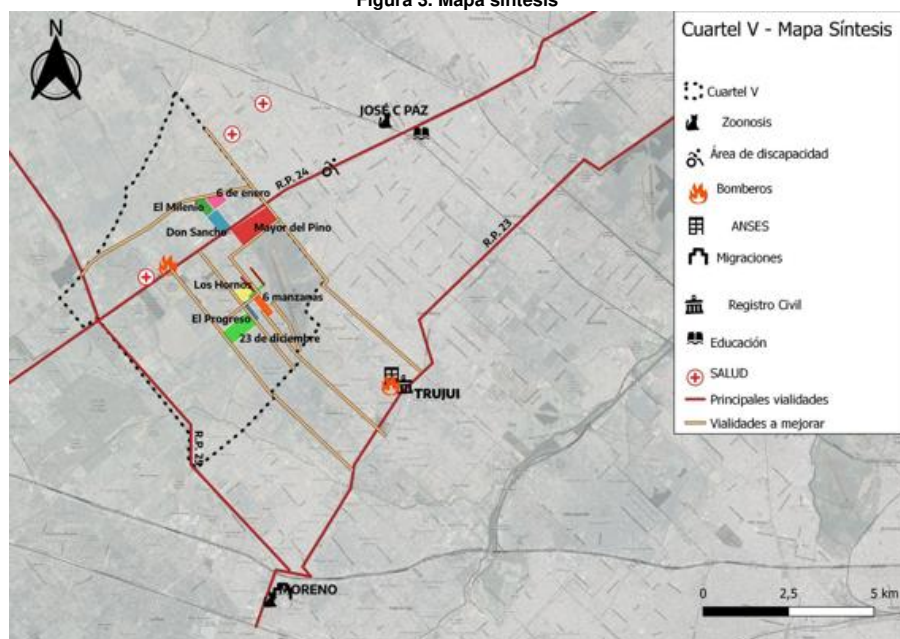 Figura 3. Mapa síntesis
Cuartel V - Mapa Síntesis
Cuartel V
Zoonosis
Área de discapacidad
Bomberos
ANSES
Migraciones
Registro Civil
Educación
SALUD
Principales vialidades
Vialidades a mejorar
N
JOSÉ C PAZ
R.P. 24
6 de enero
El Milenio
Don Sancho
Mayor del Pino
R.P. 23
Los Hornos
6 manzanas
El Progreso
23 de diciembre
TRUJUI
R.P. 25
MORENO
0 2,5 5 km